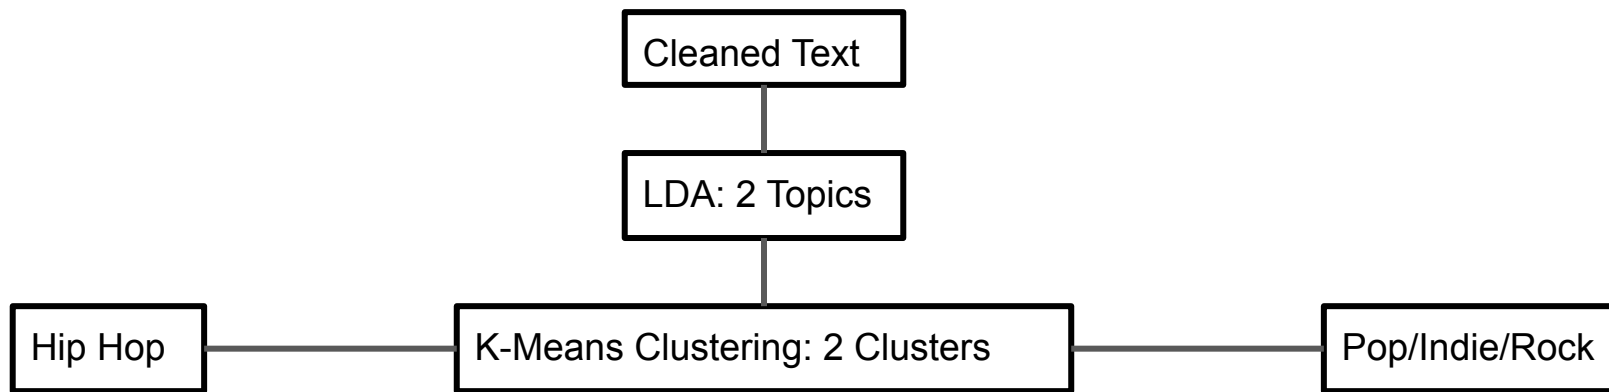 Cleaned Text
LDA: 2 Topics
Hip Hop
K-Means Clustering: 2 Clusters
Pop/Indie/Rock